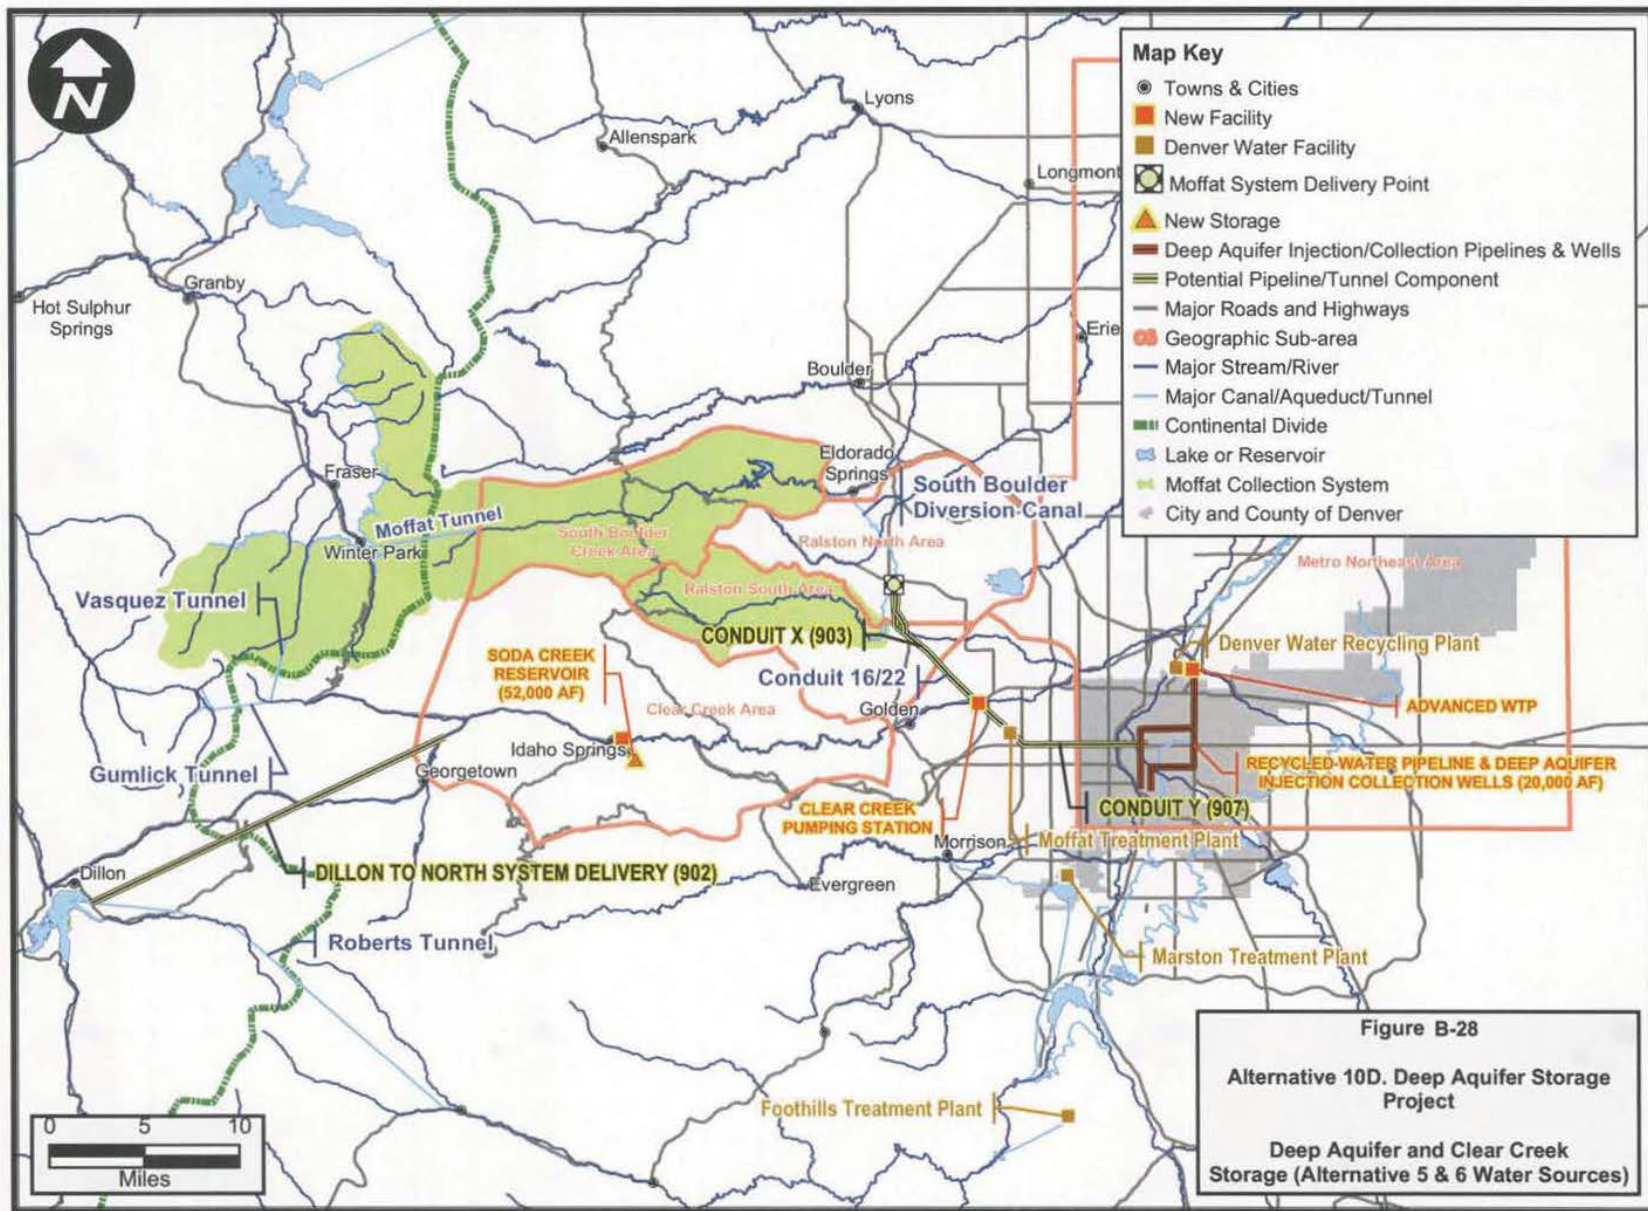 N
Map Key
Towns & Cities
New Facility
Denver Water Facility
Moffat System Delivery Point
New Storage
Deep Aquifer Injection/Collection Pipelines & Wells
Potential Pipeline/Tunnel Component
Major Roads and Highways
Geographic Sub-area
Major Stream/River
Major Canal/Aqueduct/Tunnel
Continental Divide
Lake or Reservoir
Moffat Collection System
City and County of Denver
Lyons
Allenspark
Longmont
Granby
Hot Sulphur
Springs
Erie
Boulder
Fraser
Eldorado
Springs
South Boulder
Diversion Canal
Moffat Tunnel
Winter Park
South Boulder
Creek Area
Ralston North Area
Metro Northeast Area
Vasquez Tunnel
Ralston South Area
CONDUIT X (903)
Denver Water Recycling Plant
SODA CREEK
RESERVOIR
(52,000 AF)
Conduit 16/22
Clear Creek Area
Golden
ADVANCED WTP
Idaho Springs
Gumlick Tunnel
Georgetown
RECYCLED WATER PIPELINE & DEEP AQUIFER
INJECTION COLLECTION WELLS (20,000 AF)
CLEAR CREEK
PUMPING STATION
CONDUIT Y (907)
Morrison
Moffat Treatment Plant
Dillon
DILLON TO NORTH SYSTEM DELIVERY (902)
Evergreen
Roberts Tunnel
Marston Treatment Plant
Foothills Treatment Plant
0 5 10
Miles
Figure B-28
Alternative 10D. Deep Aquifer Storage
Project
Deep Aquifer and Clear Creek
Storage (Alternative 5 & 6 Water Sources)